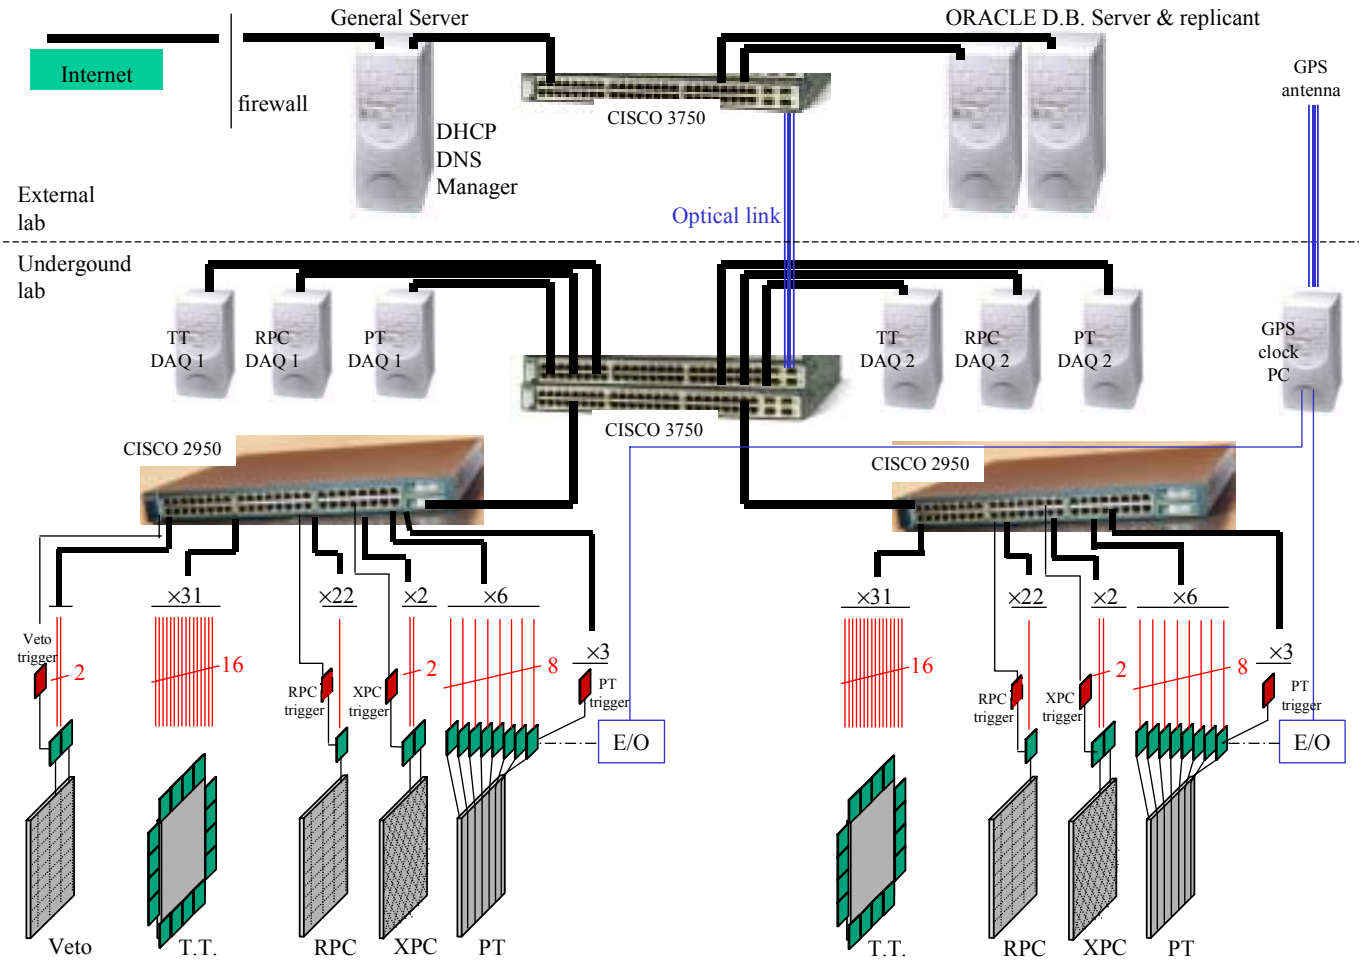 General Server
ORACLE D.B. Server & replicant
Internet
firewall
GPS
antenna
CISCO 3750
DHCP
DNS
Manager
External
lab
Optical link
Undergound
lab
TT
DAQ 1
RPC
DAQ 1
PT
DAQ 1
TT
DAQ 2
RPC
DAQ 2
PT
DAQ 2
GPS
clock
PC
CISCO 3750
CISCO 2950
CISCO 2950
×31
×22
×2
×6
×31
×22
×2
×6
Veto
trigger
2
16
RPC
trigger
XPC
trigger
2
8
×3
PT
trigger
16
RPC
trigger
XPC
trigger
2
8
×3
PT
trigger
E/O
E/O
Veto
T.T.
RPC
XPC
PT
T.T.
RPC
XPC
PT